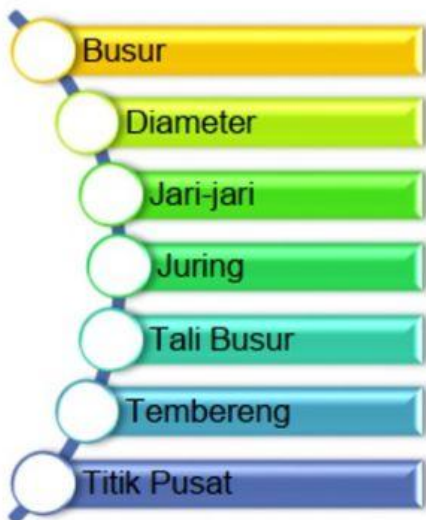 Busur
Diameter
Jari-jari
Juring
Tali Busur
Tembereng
Titik Pusat